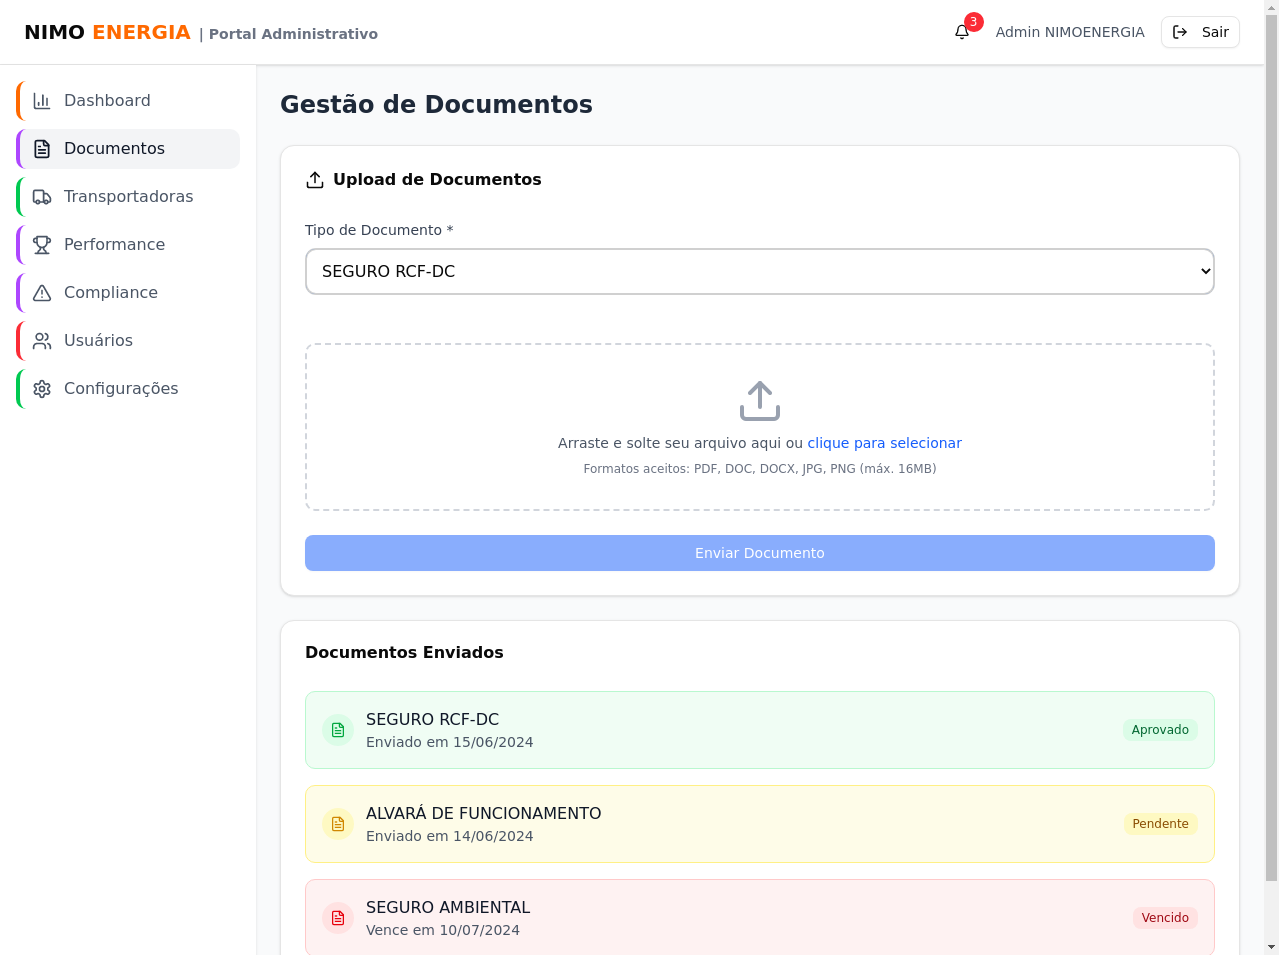 NIMO ENERGIA | Portal Administrativo
3
Admin NIMOENERGIA
Sair
Dashboard
Documentos
Transportadoras
Performance
Compliance
Usuários
Configurações
Gestão de Documentos
Upload de Documentos
Tipo de Documento *
SEGURO RCF-DC
Arraste e solte seu arquivo aqui ou clique para selecionar
Formatos aceitos: PDF, DOC, DOCX, JPG, PNG (máx. 16MB)
Enviar Documento
Documentos Enviados
SEGURO RCF-DC
Enviado em 15/06/2024
Aprovado
ALVARÁ DE FUNCIONAMENTO
Enviado em 14/06/2024
Pendente
SEGURO AMBIENTAL
Vence em 10/07/2024
Vencido